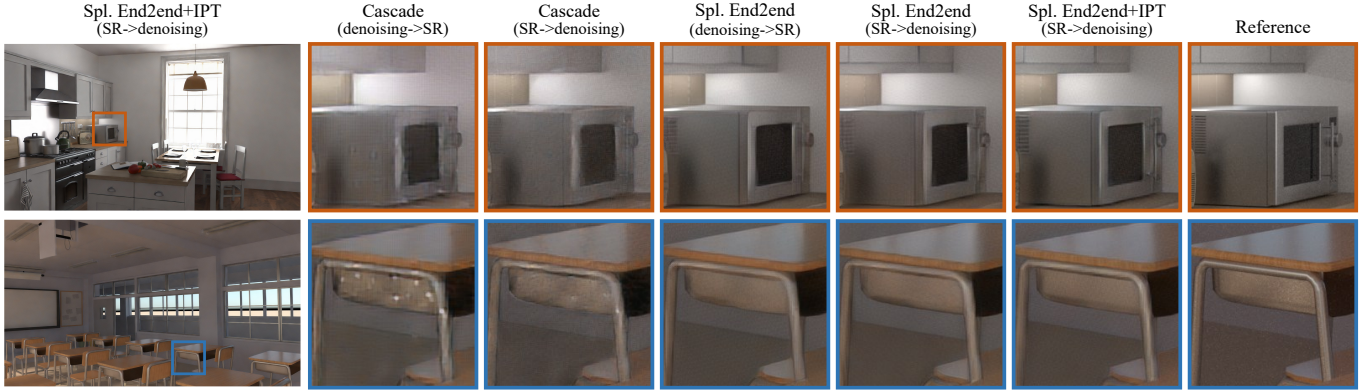 Spl. End2end+IPT
(SR->denoising)
Cascade
(denoising->SR)
Cascade
(SR->denoising)
Spl. End2end
(denoising->SR)
Spl. End2end
(SR->denoising)
Spl. End2end+IPT
(SR->denoising)
Reference